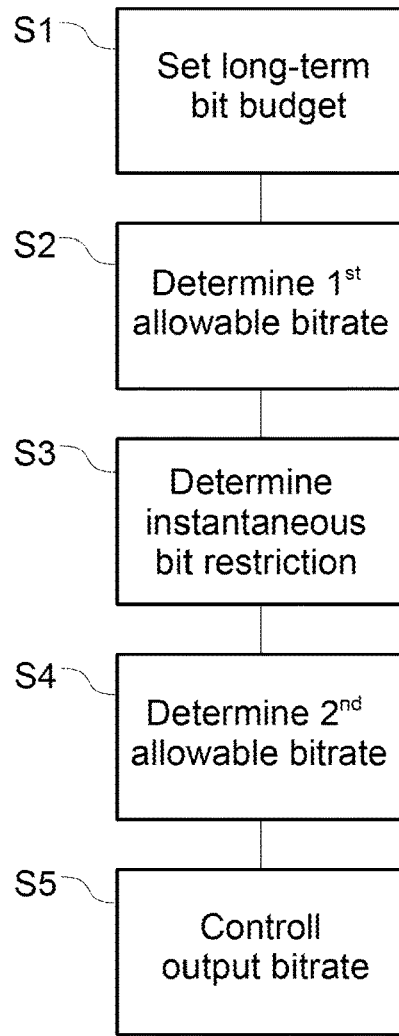 S1
Set long-term
bit budget
S2
Determine 1st
allowable bitrate
S3
Determine
instantaneous
bit restriction
S4
Determine 2nd
allowable bitrate
S5
Controll
output bitrate